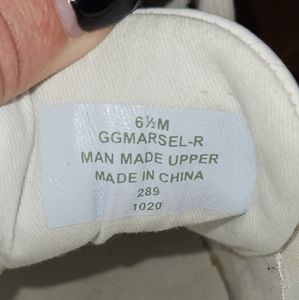 6½M
GGMARSEL-R
MAN MADE UPPER
MADE IN CHINA
289
1020